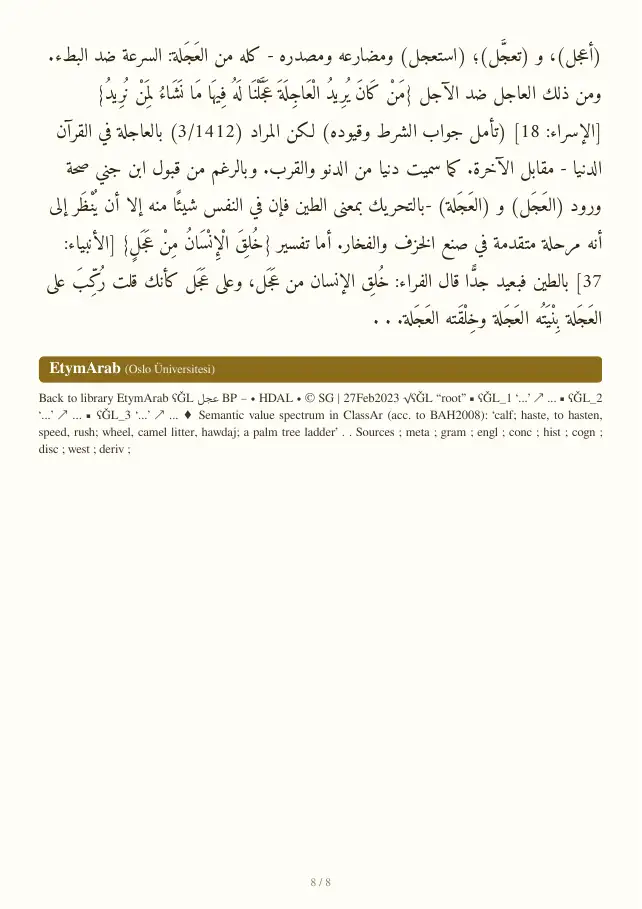 (أعجل)، و (تعجَّل)؛ (استعجل) ومضارعه ومصدره - كله من العَجَلة: السرعة ضد البطء.
ومن ذلك العاجل ضد الآجل {مَنْ كَانَ يُرِيدُ الْعَاجِلَةَ عَجَّلْنَا لَهُ فِيهَا مَا نَشَاءُ لِمَنْ نُرِيدُ}
[الإسراء: 18] (تأمل جواب الشرط وقيوده) لكن المراد (3/1412) بالعاجلة في القرآن
الدنيا - مقابل الآخرة. كما سميت دنيا من الدنو والقرب. وبالرغم من قبول ابن جني صحة
ورود (العَجَل) و (العَجَلة) -بالتحريك بمعنى الطين فإن في النفس شيئًا منه إلا أن يُنْظَر إلى
أنه مرحلة متقدمة في صنع الخزف والفخار. أما تفسير {خُلِقَ الْإِنْسَانُ مِنْ عَجَلٍ} [الأنبياء:
37] بالطين فبعيد جدًّا قال الفراء: خُلِق الإنسان من عَجَل، وعلى عَجَل كأنك قلت رُكِّبَ على
العَجَلة بِنْيَتُه العَجَلة وخِلْقَته العَجَلة. . .
EtymArab (Oslo Üniversitesi)
Back to library EtymArab ʕǦL عجل BP – • HDAL • © SG | 27Feb2023 √ʕǦL “root” ▪ ʕǦL_1 ‘...’ ↗ ... ▪ ʕǦL_2
‘...’ ↗ ... ▪ ʕǦL_3 ‘...’ ↗ ... ♦ Semantic value spectrum in ClassAr (acc. to BAH2008): ‘calf; haste, to hasten,
speed, rush; wheel, camel litter, hawdaj; a palm tree ladder’ . . Sources ; meta ; gram ; engl ; conc ; hist ; cogn ;
disc ; west ; deriv ;
8 / 8